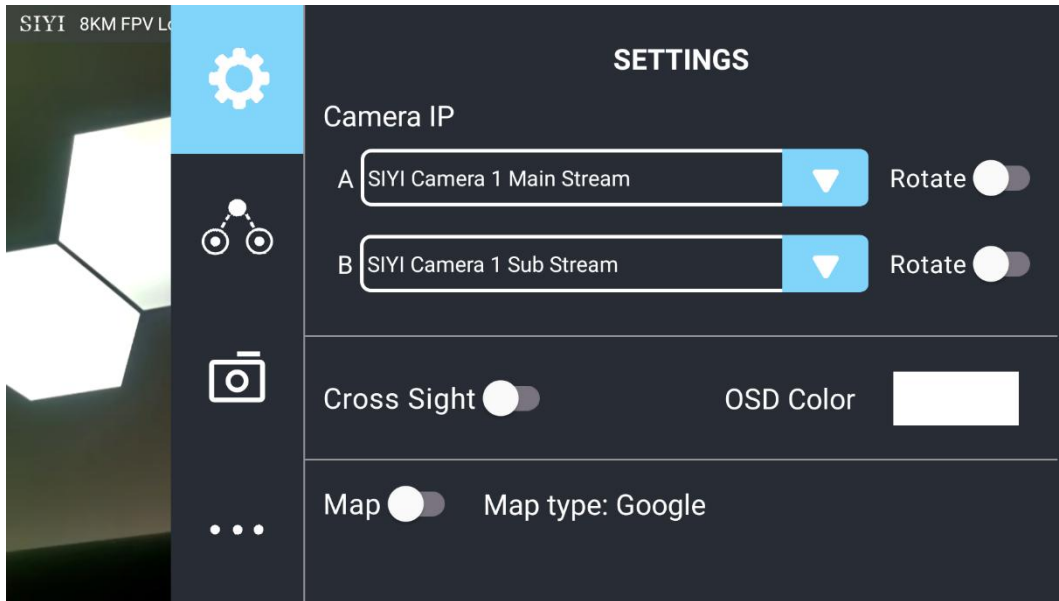 SIYI 8KM FPV
SETTINGS
Camera IP
A SIYI Camera 1 Main Stream Rotate
B SIYI Camera 1 Sub Stream Rotate
Cross Sight OSD Color
Map Map type: Google